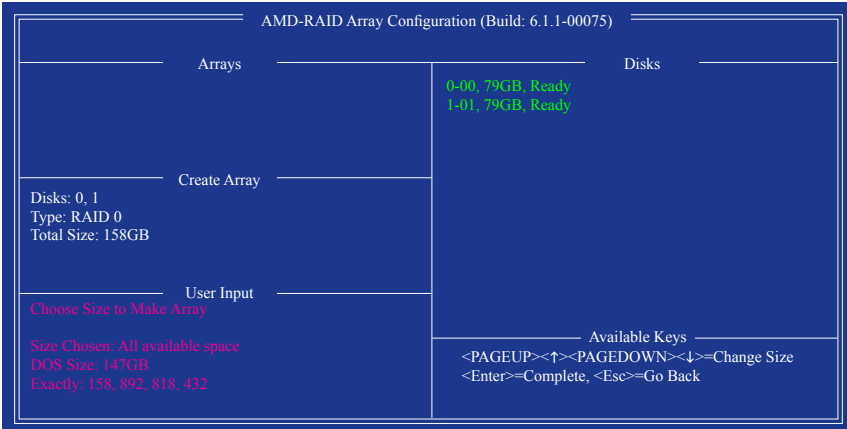 AMD-RAID Array Configuration (Build: 6.1.1-00075)
Arrays
Create Array
Disks: 0, 1
Type: RAID 0
Total Size: 158GB
User Input
Choose Size to Make Array
Size Chosen: All available space
DOS Size: 147GB
Exactly: 158, 892, 818, 432
Disks
0-00, 79GB, Ready
1-01, 79GB, Ready
Available Keys
<PAGEUP><↑><PAGEDOWN><↓>=Change Size
<Enter>=Complete, <Esc>=Go Back